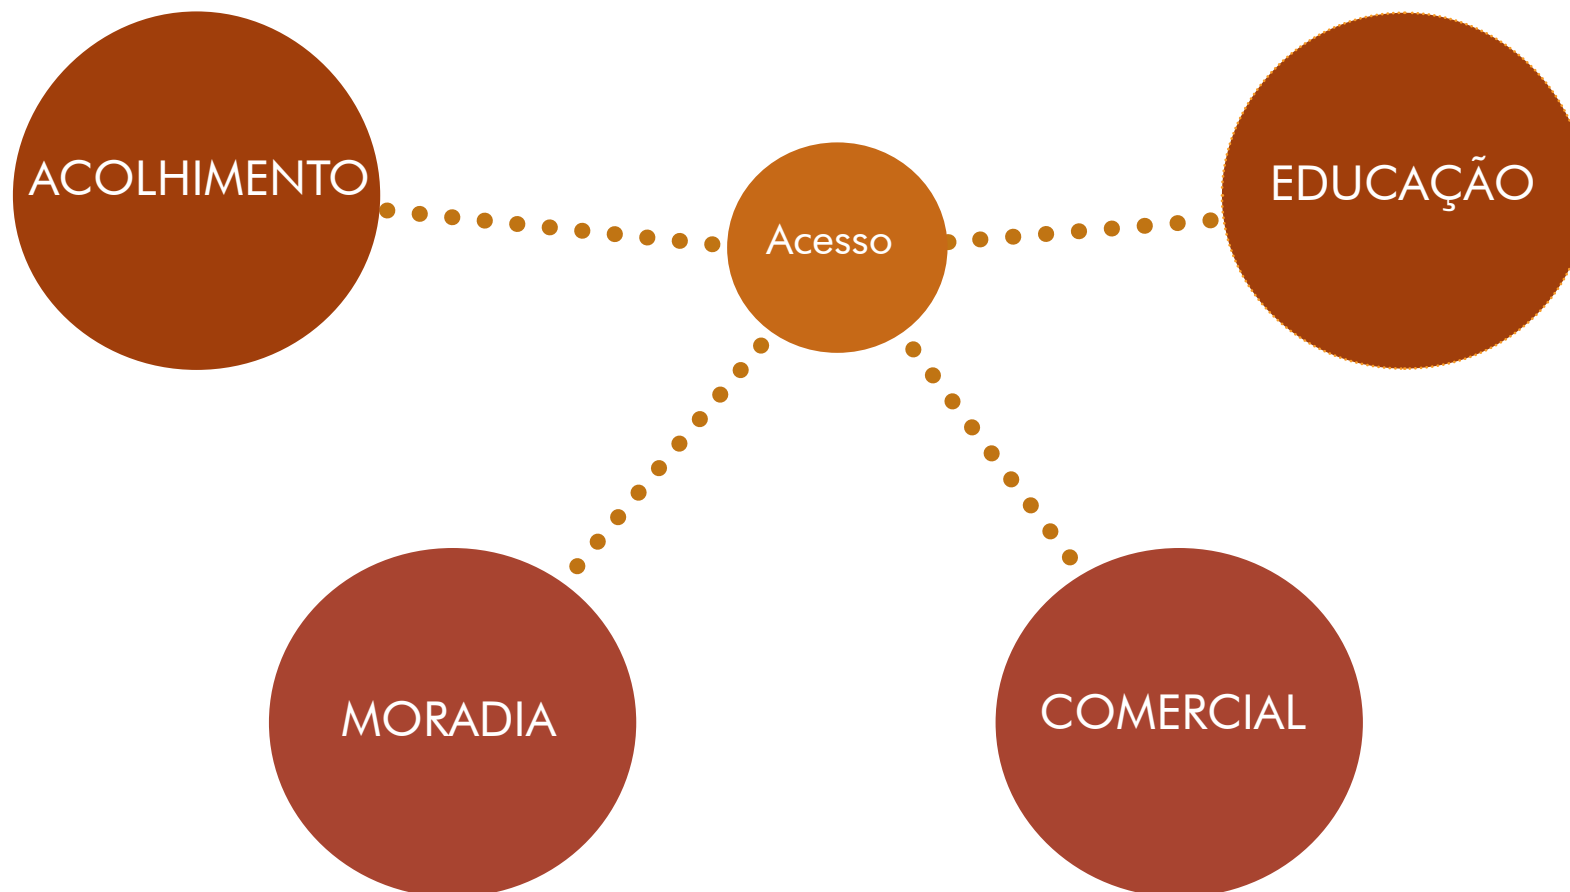 ACOLHIMENTO
EDUCAÇÃO
Acesso
MORADIA
COMERCIAL